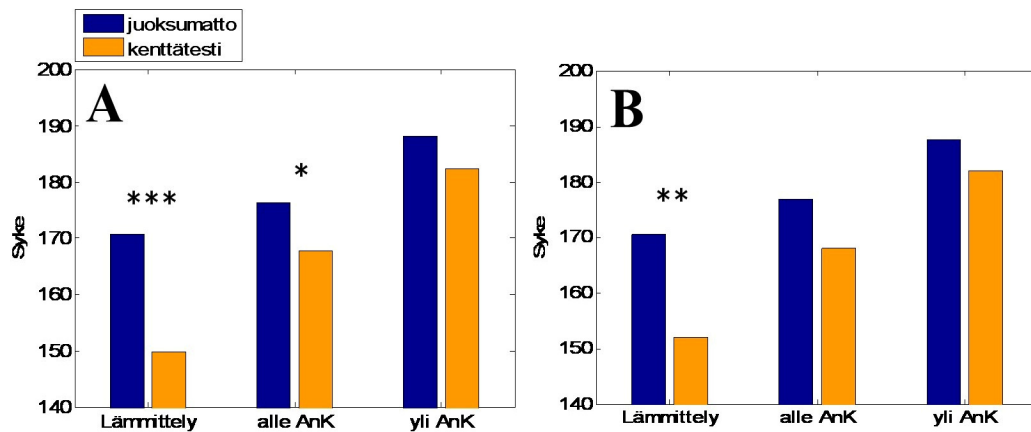 juoksumatto
kenttätesti
A
200
190
180
170
160
150
140
Syke
***
*
Lämmittely
alle AnK
yli AnK
B
200
190
180
170
160
150
140
Syke
**
Lämmittely
alle AnK
yli AnK